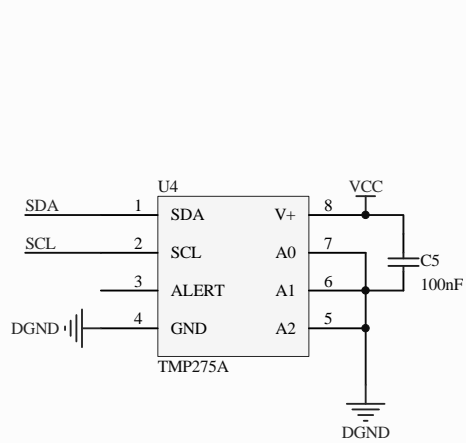 U4
VCC
SDA 1 SDA V+ 8
SCL 2 SCL A0 7
C5
3 ALERT A1 6 100nF
DGND 4 GND A2 5
TMP275A
DGND